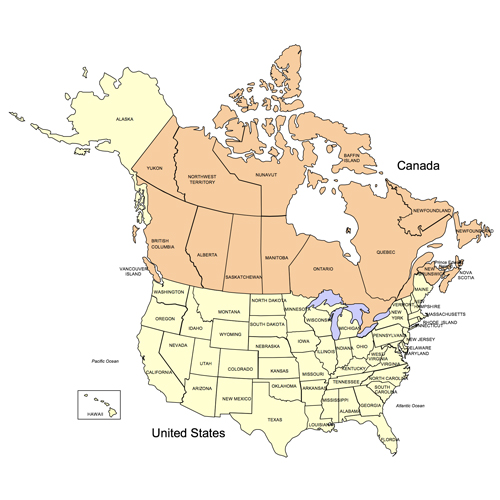 ALASKA
YUKON
NORTHWEST
TERRITORY
NUNAVUT
BAFFIN
ISLAND
Canada
BRITISH
COLUMBIA
ALBERTA
SASKATCHEWAN
MANITOBA
ONTARIO
QUEBEC
NEWFOUNDLAND
NEWFOUNDLAND
VANCOUVER
ISLAND
Prince Edward
NEW
BRUNSWICK
NOVA
SCOTIA
WASHINGTON
OREGON
IDAHO
MONTANA
NORTH DAKOTA
SOUTH DAKOTA
MINNESOTA
WISCONSIN
MICHIGAN
NEW
YORK
VERMONT
MAINE
NEW
HAMPSHIRE
MASSACHUSETTS
RHODE ISLAND
CONNECTICUT
NEW JERSEY
DELAWARE
MARYLAND
PENNSYLVANIA
WYOMING
NEBRASKA
IOWA
ILLINOIS
INDIANA
OHIO
WEST
VIRGINIA
VIRGINIA
NEVADA
UTAH
COLORADO
KANSAS
MISSOURI
KENTUCKY
CALIFORNIA
ARIZONA
NEW MEXICO
OKLAHOMA
ARKANSAS
TENNESSEE
NORTH CAROLINA
SOUTH
CAROLINA
TEXAS
LOUISIANA
MISSISSIPPI
ALABAMA
GEORGIA
FLORIDA
HAWAII
Pacific Ocean
Atlantic Ocean
United States